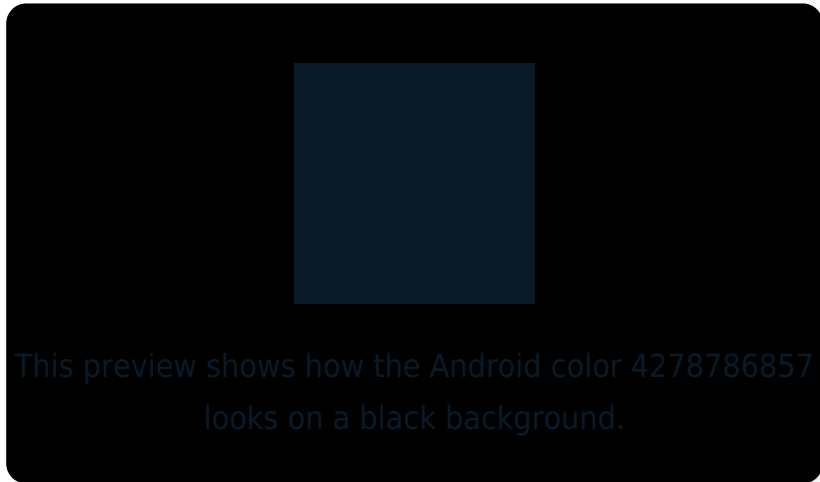 This preview shows how the Android color 4278786857
looks on a black background.